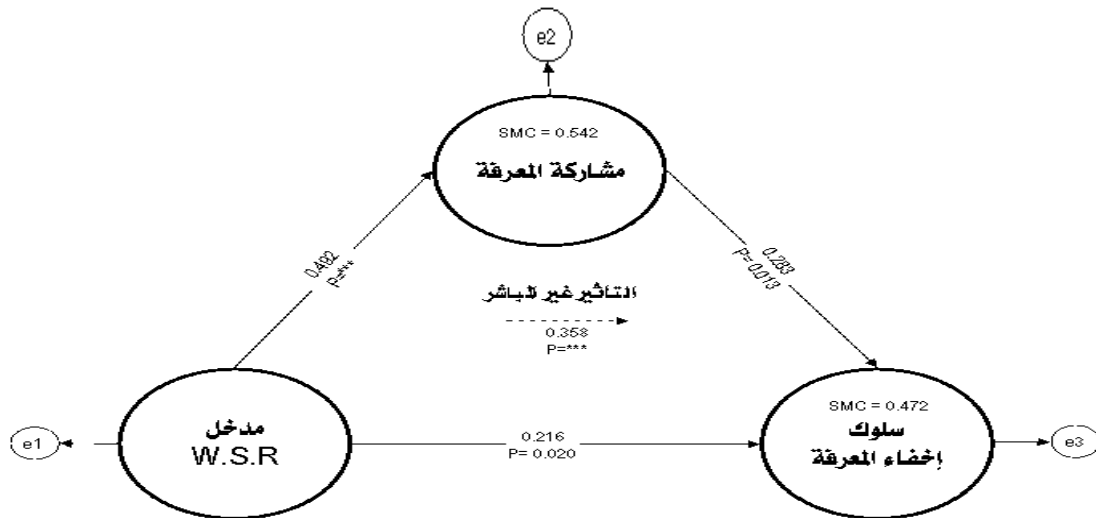 e2
SMC = 0.542
مشاركة المعرفة
0.492
P=***
0.283
P= 0.013
التأثير غير المباشر
0.358
P=***
e1
مدخل
W.S.R
0.216
P= 0.020
SMC = 0.472
سلوك
إخفاء المعرفة
e3